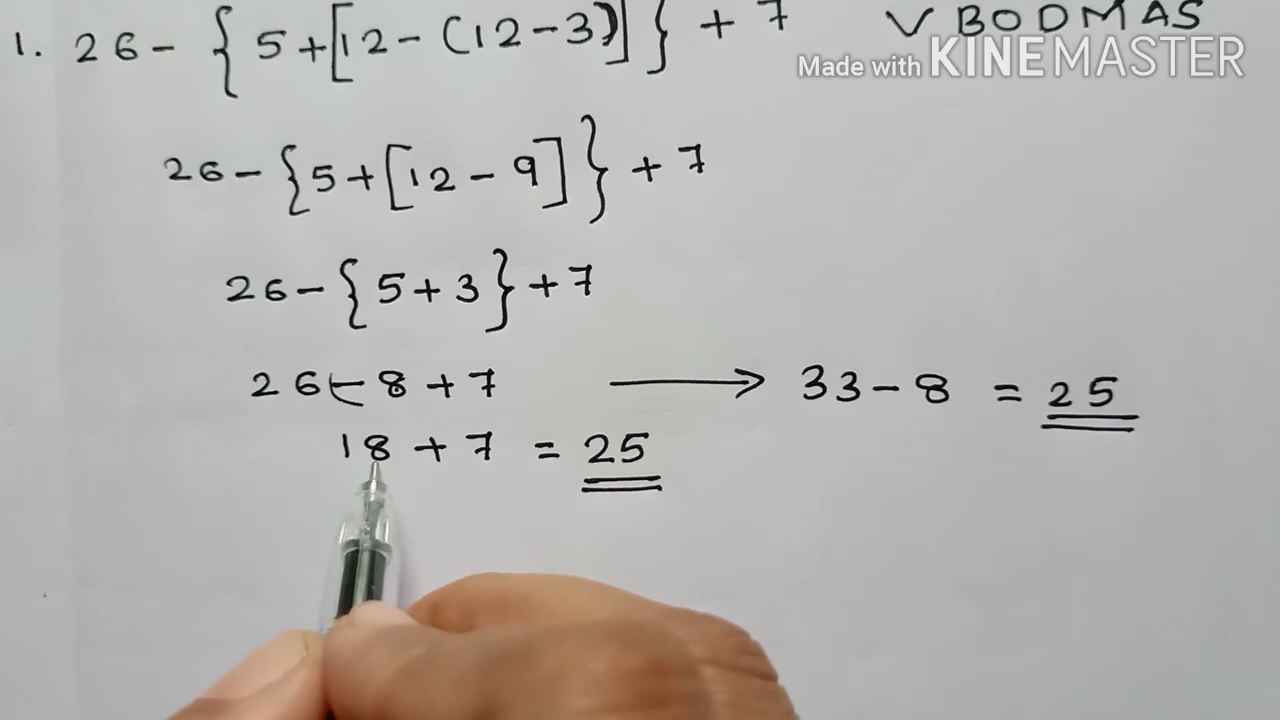 1. 26 - { 5 + [12 - (12 - 3)] } + 7 V BODMAS
Made with KINEMASTER
26 - { 5 + [12 - 9] } + 7
26 - { 5 + 3 } + 7
26 - 8 + 7 → 33 - 8 = 25
18 + 7 = 25